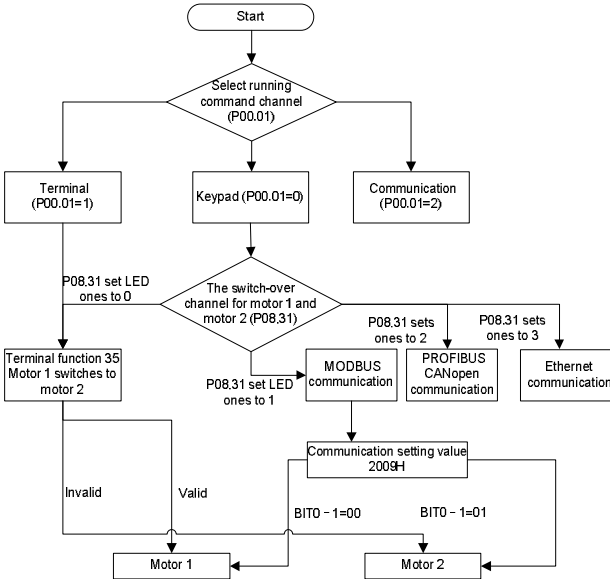 Start
Select running
command channel
(P00.01)
Terminal
(P00.01=1)
Keypad (P00.01=0)
Communication
(P00.01=2)
P08.31 set LED
ones to 0
The switch-over
channel for motor 1 and
motor 2 (P08.31)
P08.31 sets
ones to 2
P08.31 sets
ones to 3
Terminal function 35
Motor 1 switches to
motor 2
P08.31 set LED
ones to 1
MODBUS
communication
PROFIBUS
CANopen
communication
Ethernet
communication
Communication setting value
2009H
Invalid
Valid
BIT0-1=00
BIT0-1=01
Motor 1
Motor 2